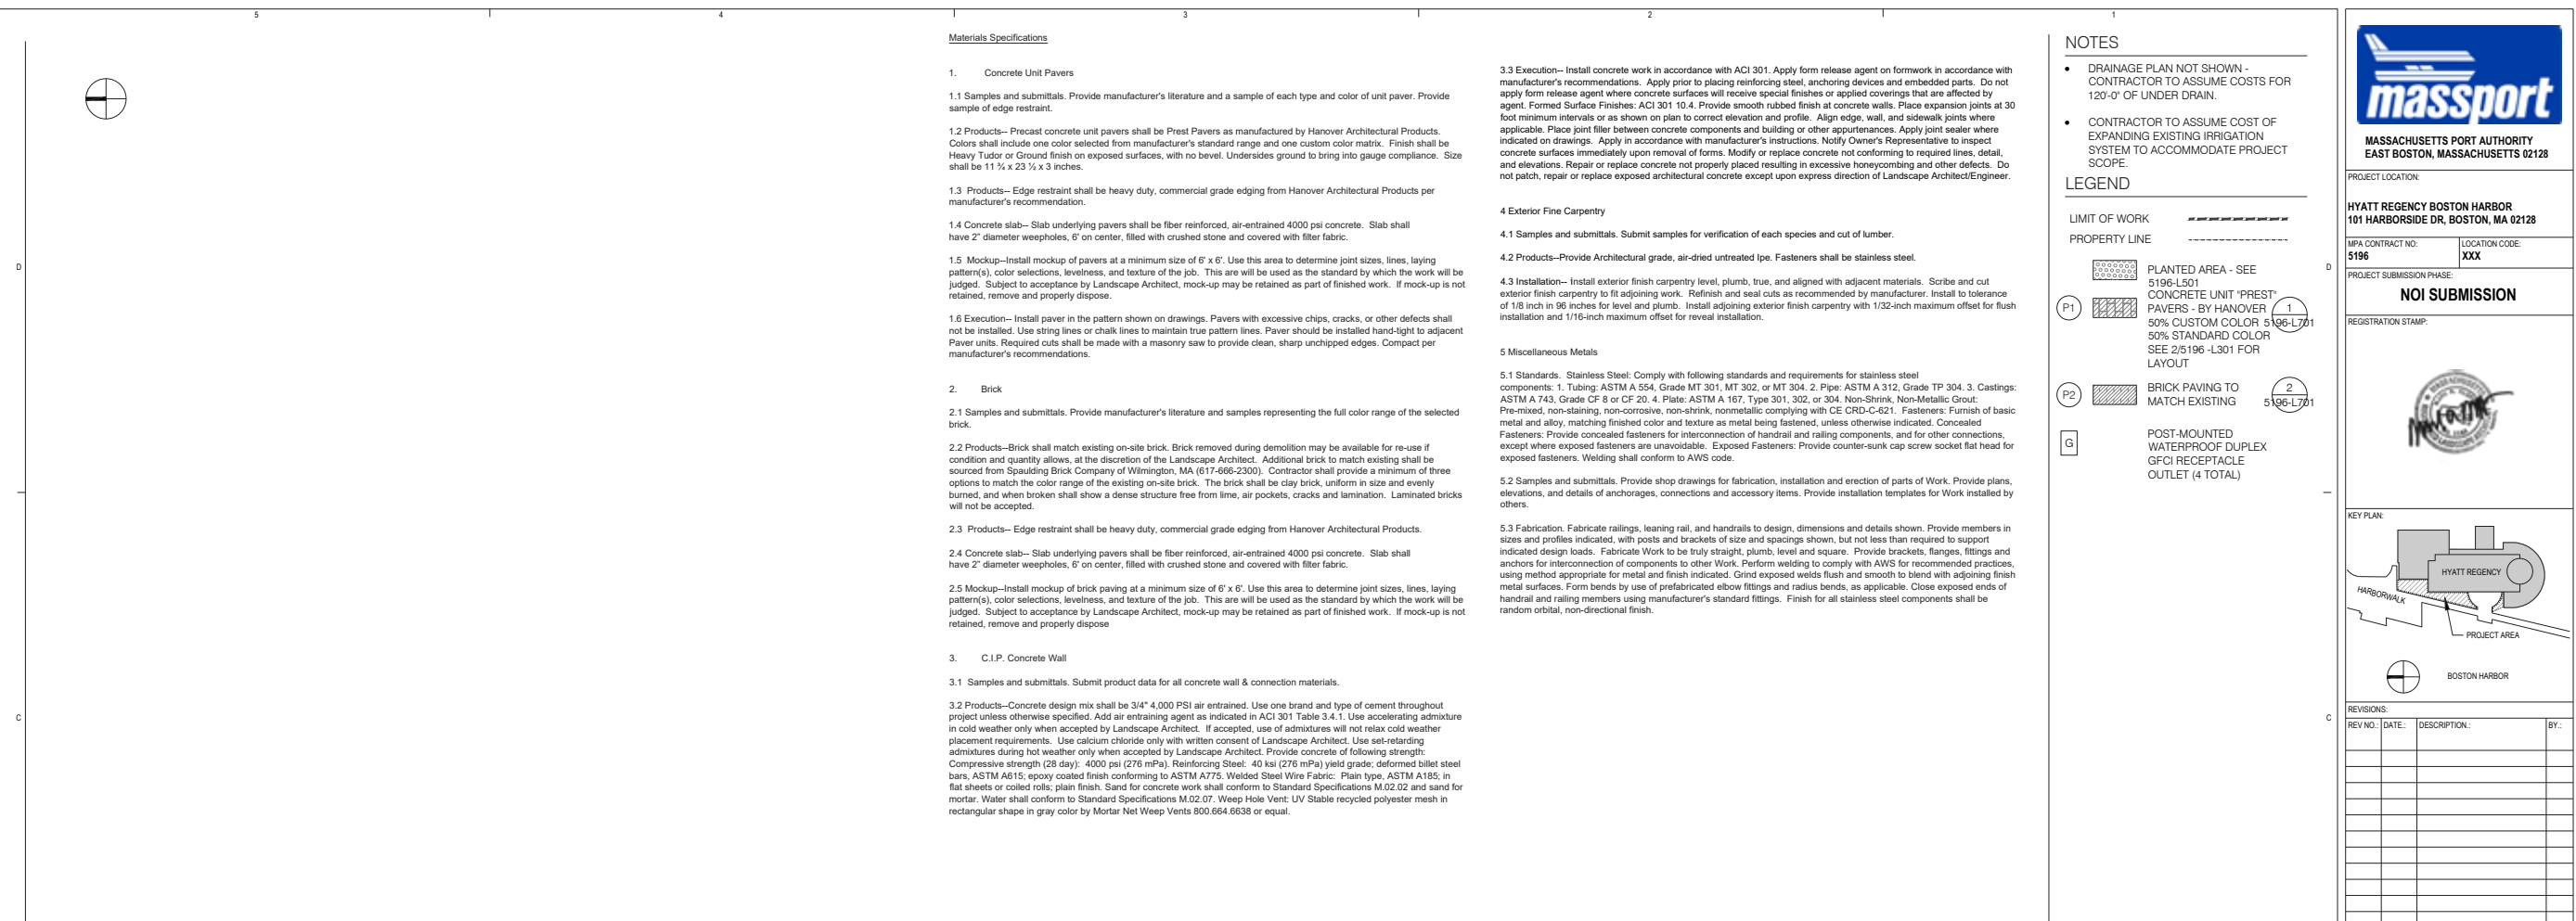 5
4
3
2
1
Materials Specifications
1. Concrete Unit Pavers
1.1 Samples and submittals. Provide manufacturer's literature and a sample of each type and color of unit paver. Provide
sample of edge restraint.
1.2 Products-- Precast concrete unit pavers shall be Prest Pavers as manufactured by Hanover Architectural Products.
Colors shall include one color selected from manufacturer's standard range and one custom color matrix. Finish shall be
Heavy Tudor or Ground finish on exposed surfaces, with no bevel. Undersides ground to bring into gauge compliance. Size
shall be 11 ¾ x 23 ½ x 3 inches.
1.3 Products-- Edge restraint shall be heavy duty, commercial grade edging from Hanover Architectural Products per
manufacturer's recommendation.
1.4 Concrete slab-- Slab underlying pavers shall be fiber reinforced, air-entrained 4000 psi concrete. Slab shall
have 2" diameter weepholes, 6' on center, filled with crushed stone and covered with filter fabric.
1.5 Mockup--Install mockup of pavers at a minimum size of 6' x 6'. Use this area to determine joint sizes, lines, laying
pattern(s), color selections, levelness, and texture of the job. This are will be used as the standard by which the work will be
judged. Subject to acceptance by Landscape Architect, mock-up may be retained as part of finished work. If mock-up is not
retained, remove and properly dispose.
1.6 Execution-- Install paver in the pattern shown on drawings. Pavers with excessive chips, cracks, or other defects shall
not be installed. Use string lines or chalk lines to maintain true pattern lines. Paver should be installed hand-tight to adjacent
Paver units. Required cuts shall be made with a masonry saw to provide clean, sharp unchipped edges. Compact per
manufacturer's recommendations.
2. Brick
2.1 Samples and submittals. Provide manufacturer's literature and samples representing the full color range of the selected
brick.
2.2 Products--Brick shall match existing on-site brick. Brick removed during demolition may be available for re-use if
condition and quantity allows, at the discretion of the Landscape Architect. Additional brick to match existing shall be
sourced from Spaulding Brick Company of Wilmington, MA (617-666-2300). Contractor shall provide a minimum of three
options to match the color range of the existing on-site brick. The brick shall be clay brick, uniform in size and evenly
burned, and when broken shall show a dense structure free from lime, air pockets, cracks and lamination. Laminated bricks
will not be accepted.
2.3 Products-- Edge restraint shall be heavy duty, commercial grade edging from Hanover Architectural Products.
2.4 Concrete slab-- Slab underlying pavers shall be fiber reinforced, air-entrained 4000 psi concrete. Slab shall
have 2" diameter weepholes, 6' on center, filled with crushed stone and covered with filter fabric.
2.5 Mockup--Install mockup of brick paving at a minimum size of 6' x 6'. Use this area to determine joint sizes, lines, laying
pattern(s), color selections, levelness, and texture of the job. This are will be used as the standard by which the work will be
judged. Subject to acceptance by Landscape Architect, mock-up may be retained as part of finished work. If mock-up is not
retained, remove and properly dispose
3. C.I.P. Concrete Wall
3.1 Samples and submittals. Submit product data for all concrete wall & connection materials.
3.2 Products--Concrete design mix shall be 3/4" 4,000 PSI air entrained. Use one brand and type of cement throughout
project unless otherwise specified. Add air entraining agent as indicated in ACI 301 Table 3.4.1. Use accelerating admixture
in cold weather only when accepted by Landscape Architect. If accepted, use of admixtures will not relax cold weather
placement requirements. Use calcium chloride only with written consent of Landscape Architect. Use set-retarding
admixtures during hot weather only when accepted by Landscape Architect. Provide concrete of following strength:
Compressive strength (28 day): 4000 psi (276 mPa). Reinforcing Steel: 40 ksi (276 mPa) yield grade; deformed billet steel
bars, ASTM A615; epoxy coated finish conforming to ASTM A775. Welded Steel Wire Fabric: Plain type, ASTM A185; in
flat sheets or coiled rolls; plain finish. Sand for concrete work shall conform to Standard Specifications M.02.02 and sand for
mortar. Water shall conform to Standard Specifications M.02.07. Weep Hole Vent: UV Stable recycled polyester mesh in
rectangular shape in gray color by Mortar Net Weep Vents 800.664.6638 or equal.
3.3 Execution-- Install concrete work in accordance with ACI 301. Apply form release agent on formwork in accordance with
manufacturer's recommendations. Apply prior to placing reinforcing steel, anchoring devices and embedded parts. Do not
apply form release agent where concrete surfaces will receive special finishes or applied coverings that are affected by
agent. Formed Surface Finishes: ACI 301 10.4. Provide smooth rubbed finish at concrete walls. Place expansion joints at 30
foot minimum intervals or as shown on plan to correct elevation and profile. Align edge, wall, and sidewalk joints where
applicable. Place joint filler between concrete components and building or other appurtenances. Apply joint sealer where
indicated on drawings. Apply in accordance with manufacturer's instructions. Notify Owner's Representative to inspect
concrete surfaces immediately upon removal of forms. Modify or replace concrete not conforming to required lines, detail,
and elevations. Repair or replace concrete not properly placed resulting in excessive honeycombing and other defects. Do
not patch, repair or replace exposed architectural concrete except upon express direction of Landscape Architect/Engineer.
4 Exterior Fine Carpentry
4.1 Samples and submittals. Submit samples for verification of each species and cut of lumber.
4.2 Products--Provide Architectural grade, air-dried untreated Ipe. Fasteners shall be stainless steel.
4.3 Installation-- Install exterior finish carpentry level, plumb, true, and aligned with adjacent materials. Scribe and cut
exterior finish carpentry to fit adjoining work. Refinish and seal cuts as recommended by manufacturer. Install to tolerance
of 1/8 inch in 96 inches for level and plumb. Install adjoining exterior finish carpentry with 1/32-inch maximum offset for flush
installation and 1/16-inch maximum offset for reveal installation.
5 Miscellaneous Metals
5.1 Standards. Stainless Steel: Comply with following standards and requirements for stainless steel
components: 1. Tubing: ASTM A 554, Grade MT 301, MT 302, or MT 304. 2. Pipe: ASTM A 312, Grade TP 304. 3. Castings:
ASTM A 743, Grade CF 8 or CF 20. 4. Plate: ASTM A 167, Type 301, 302, or 304. Non-Shrink, Non-Metallic Grout:
Pre-mixed, non-staining, non-corrosive, non-shrink, nonmetallic complying with CE CRD-C-621. Fasteners: Furnish of basic
metal and alloy, matching finished color and texture as metal being fastened, unless otherwise indicated. Concealed
Fasteners: Provide concealed fasteners for interconnection of handrail and railing components, and for other connections,
except where exposed fasteners are unavoidable. Exposed Fasteners: Provide counter-sunk cap screw socket flat head for
exposed fasteners. Welding shall conform to AWS code.
5.2 Samples and submittals. Provide shop drawings for fabrication, installation and erection of parts of Work. Provide plans,
elevations, and details of anchorages, connections and accessory items. Provide installation templates for Work installed by
others.
5.3 Fabrication. Fabricate railings, leaning rail, and handrails to design, dimensions and details shown. Provide members in
sizes and profiles indicated, with posts and brackets of size and spacings shown, but not less than required to support
indicated design loads. Fabricate Work to be truly straight, plumb, level and square. Provide brackets, flanges, fittings and
anchors for interconnection of components to other Work. Perform welding to comply with AWS for recommended practices,
using method appropriate for metal and finish indicated. Grind exposed welds flush and smooth to blend with adjoining finish
metal surfaces. Form bends by use of prefabricated elbow fittings and radius bends, as applicable. Close exposed ends of
handrail and railing members using manufacturer's standard fittings. Finish for all stainless steel components shall be
random orbital, non-directional finish.
NOTES
• DRAINAGE PLAN NOT SHOWN -
CONTRACTOR TO ASSUME COSTS FOR
120'-0" OF UNDER DRAIN.
• CONTRACTOR TO ASSUME COST OF
EXPANDING EXISTING IRRIGATION
SYSTEM TO ACCOMMODATE PROJECT
SCOPE.
LEGEND
LIMIT OF WORK
PROPERTY LINE
PLANTED AREA - SEE
5196-L501
P1
CONCRETE UNIT "PREST"
PAVERS - BY HANOVER
50% CUSTOM COLOR
50% STANDARD COLOR
SEE 2/5196 -L301 FOR
LAYOUT
1
5196-L701
P2
BRICK PAVING TO
MATCH EXISTING
2
5196-L701
G
POST-MOUNTED
WATERPROOF DUPLEX
GFCI RECEPTACLE
OUTLET (4 TOTAL)
D
C
D
C
massport
MASSACHUSETTS PORT AUTHORITY
EAST BOSTON, MASSACHUSETTS 02128
PROJECT LOCATION:
HYATT REGENCY BOSTON HARBOR
101 HARBORSIDE DR, BOSTON, MA 02128
MPA CONTRACT NO:
5196
LOCATION CODE:
XXX
PROJECT SUBMISSION PHASE:
NOI SUBMISSION
REGISTRATION STAMP:
KEY PLAN:
HYATT REGENCY
HARBORWALK
PROJECT AREA
BOSTON HARBOR
REVISIONS:
REV NO.: DATE.: DESCRIPTION.: BY.: